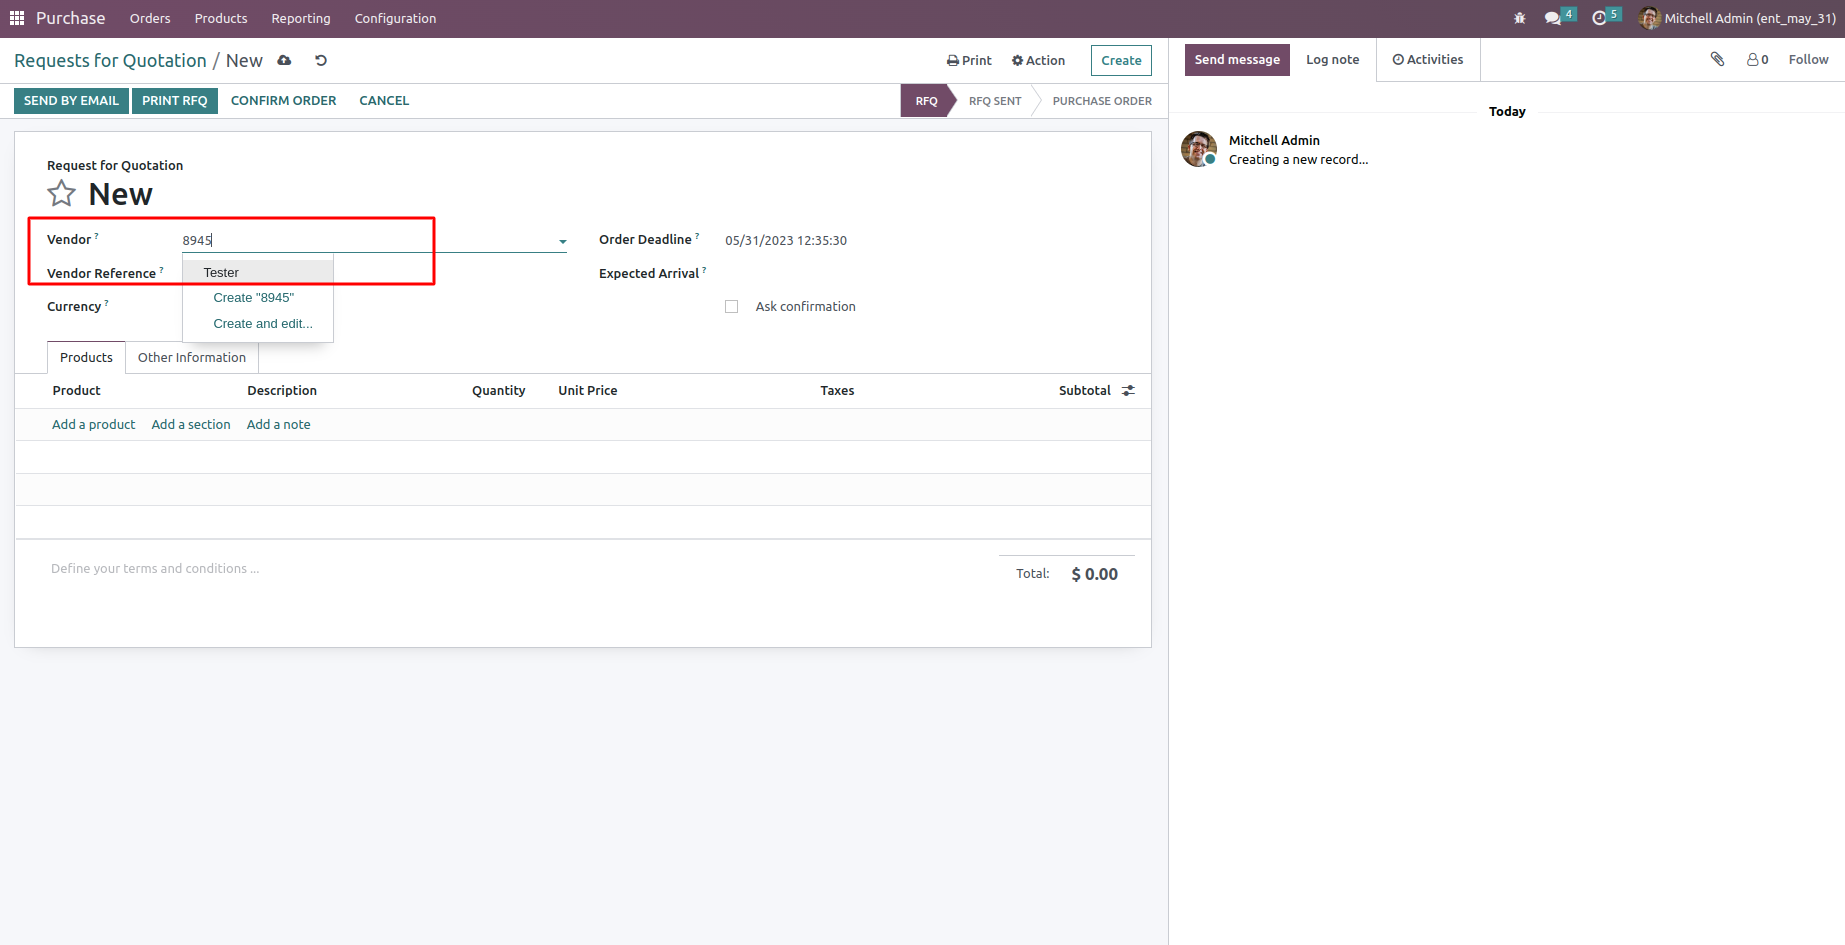 Purchase Orders Products Reporting Configuration 4 5 Mitchell Admin (ent_may_31)
Requests for Quotation / New Print Action Create
Send message Log note Activities 0 Follow
SEND BY EMAIL PRINT RFQ CONFIRM ORDER CANCEL RFQ RFQ SENT PURCHASE ORDER
Today
Mitchell Admin
Creating a new record...
Request for Quotation
New
Vendor ? 8945 Order Deadline ? 05/31/2023 12:35:30
Vendor Reference ? Tester Expected Arrival ?
Create "8945"
Currency ? Ask confirmation
Create and edit...
Products Other Information
Product Description Quantity Unit Price Taxes Subtotal
Add a product Add a section Add a note
Define your terms and conditions ...
Total: $ 0.00